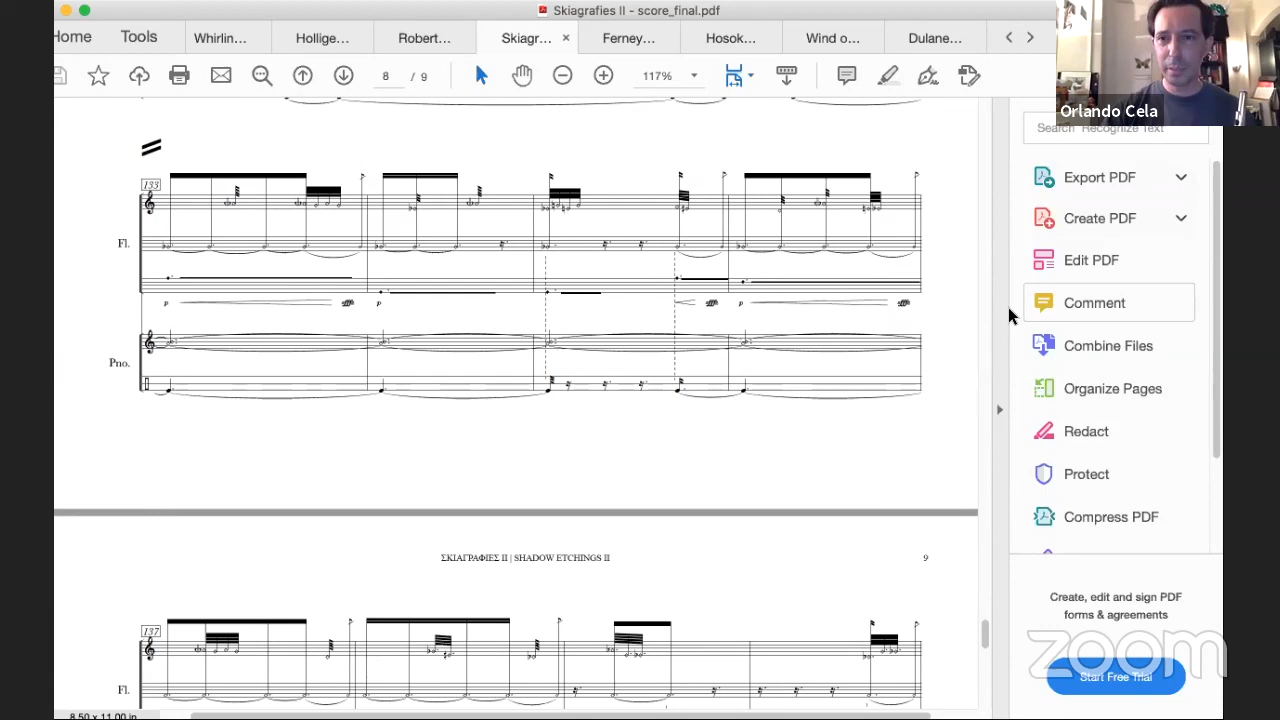 Skiagrafies II - score_final.pdf
Home Tools Whirlin... Hollige... Robert... Skiagr... × Ferney... Hosok... Wind o... Dulane...
8 / 9 117%
Orlando Cela
Search 'Recognize Text'
133
Fl.
p p p
Pno.
Export PDF
Create PDF
Edit PDF
Comment
Combine Files
Organize Pages
Redact
Protect
Compress PDF
ΣΚΙΑΓΡΑΦΙΕΣ II | SHADOW ETCHINGS II 9
137
Fl.
Create, edit and sign PDF
forms & agreements
Start Free Trial
zoom
8.50 x 11.00 in